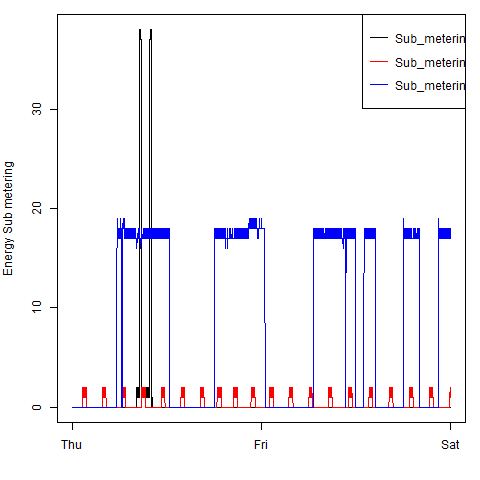 Sub_meterin
Sub_meterin
Sub_meterin
Energy Sub metering
30
20
10
0
Thu
Fri
Sat